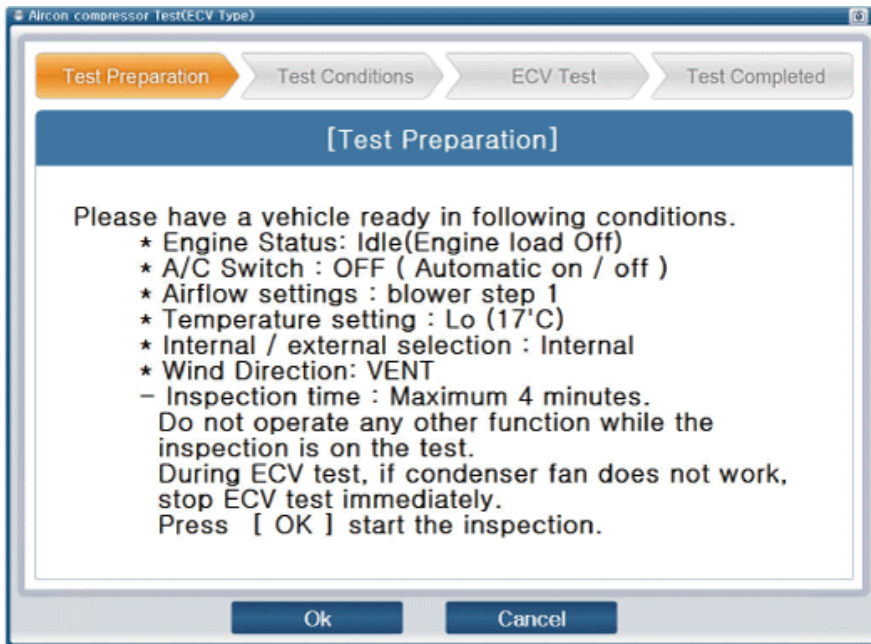 Aircon compressor Test(ECV Type)
Test Preparation
Test Conditions
ECV Test
Test Completed
[Test Preparation]
Please have a vehicle ready in following conditions.
* Engine Status: Idle(Engine load Off)
* A/C Switch : OFF ( Automatic on / off )
* Airflow settings : blower step 1
* Temperature setting : Lo (17'C)
* Internal / external selection : Internal
* Wind Direction: VENT
- Inspection time : Maximum 4 minutes.
Do not operate any other function while the
inspection is on the test.
During ECV test, if condenser fan does not work,
stop ECV test immediately.
Press [ OK ] start the inspection.
Ok
Cancel